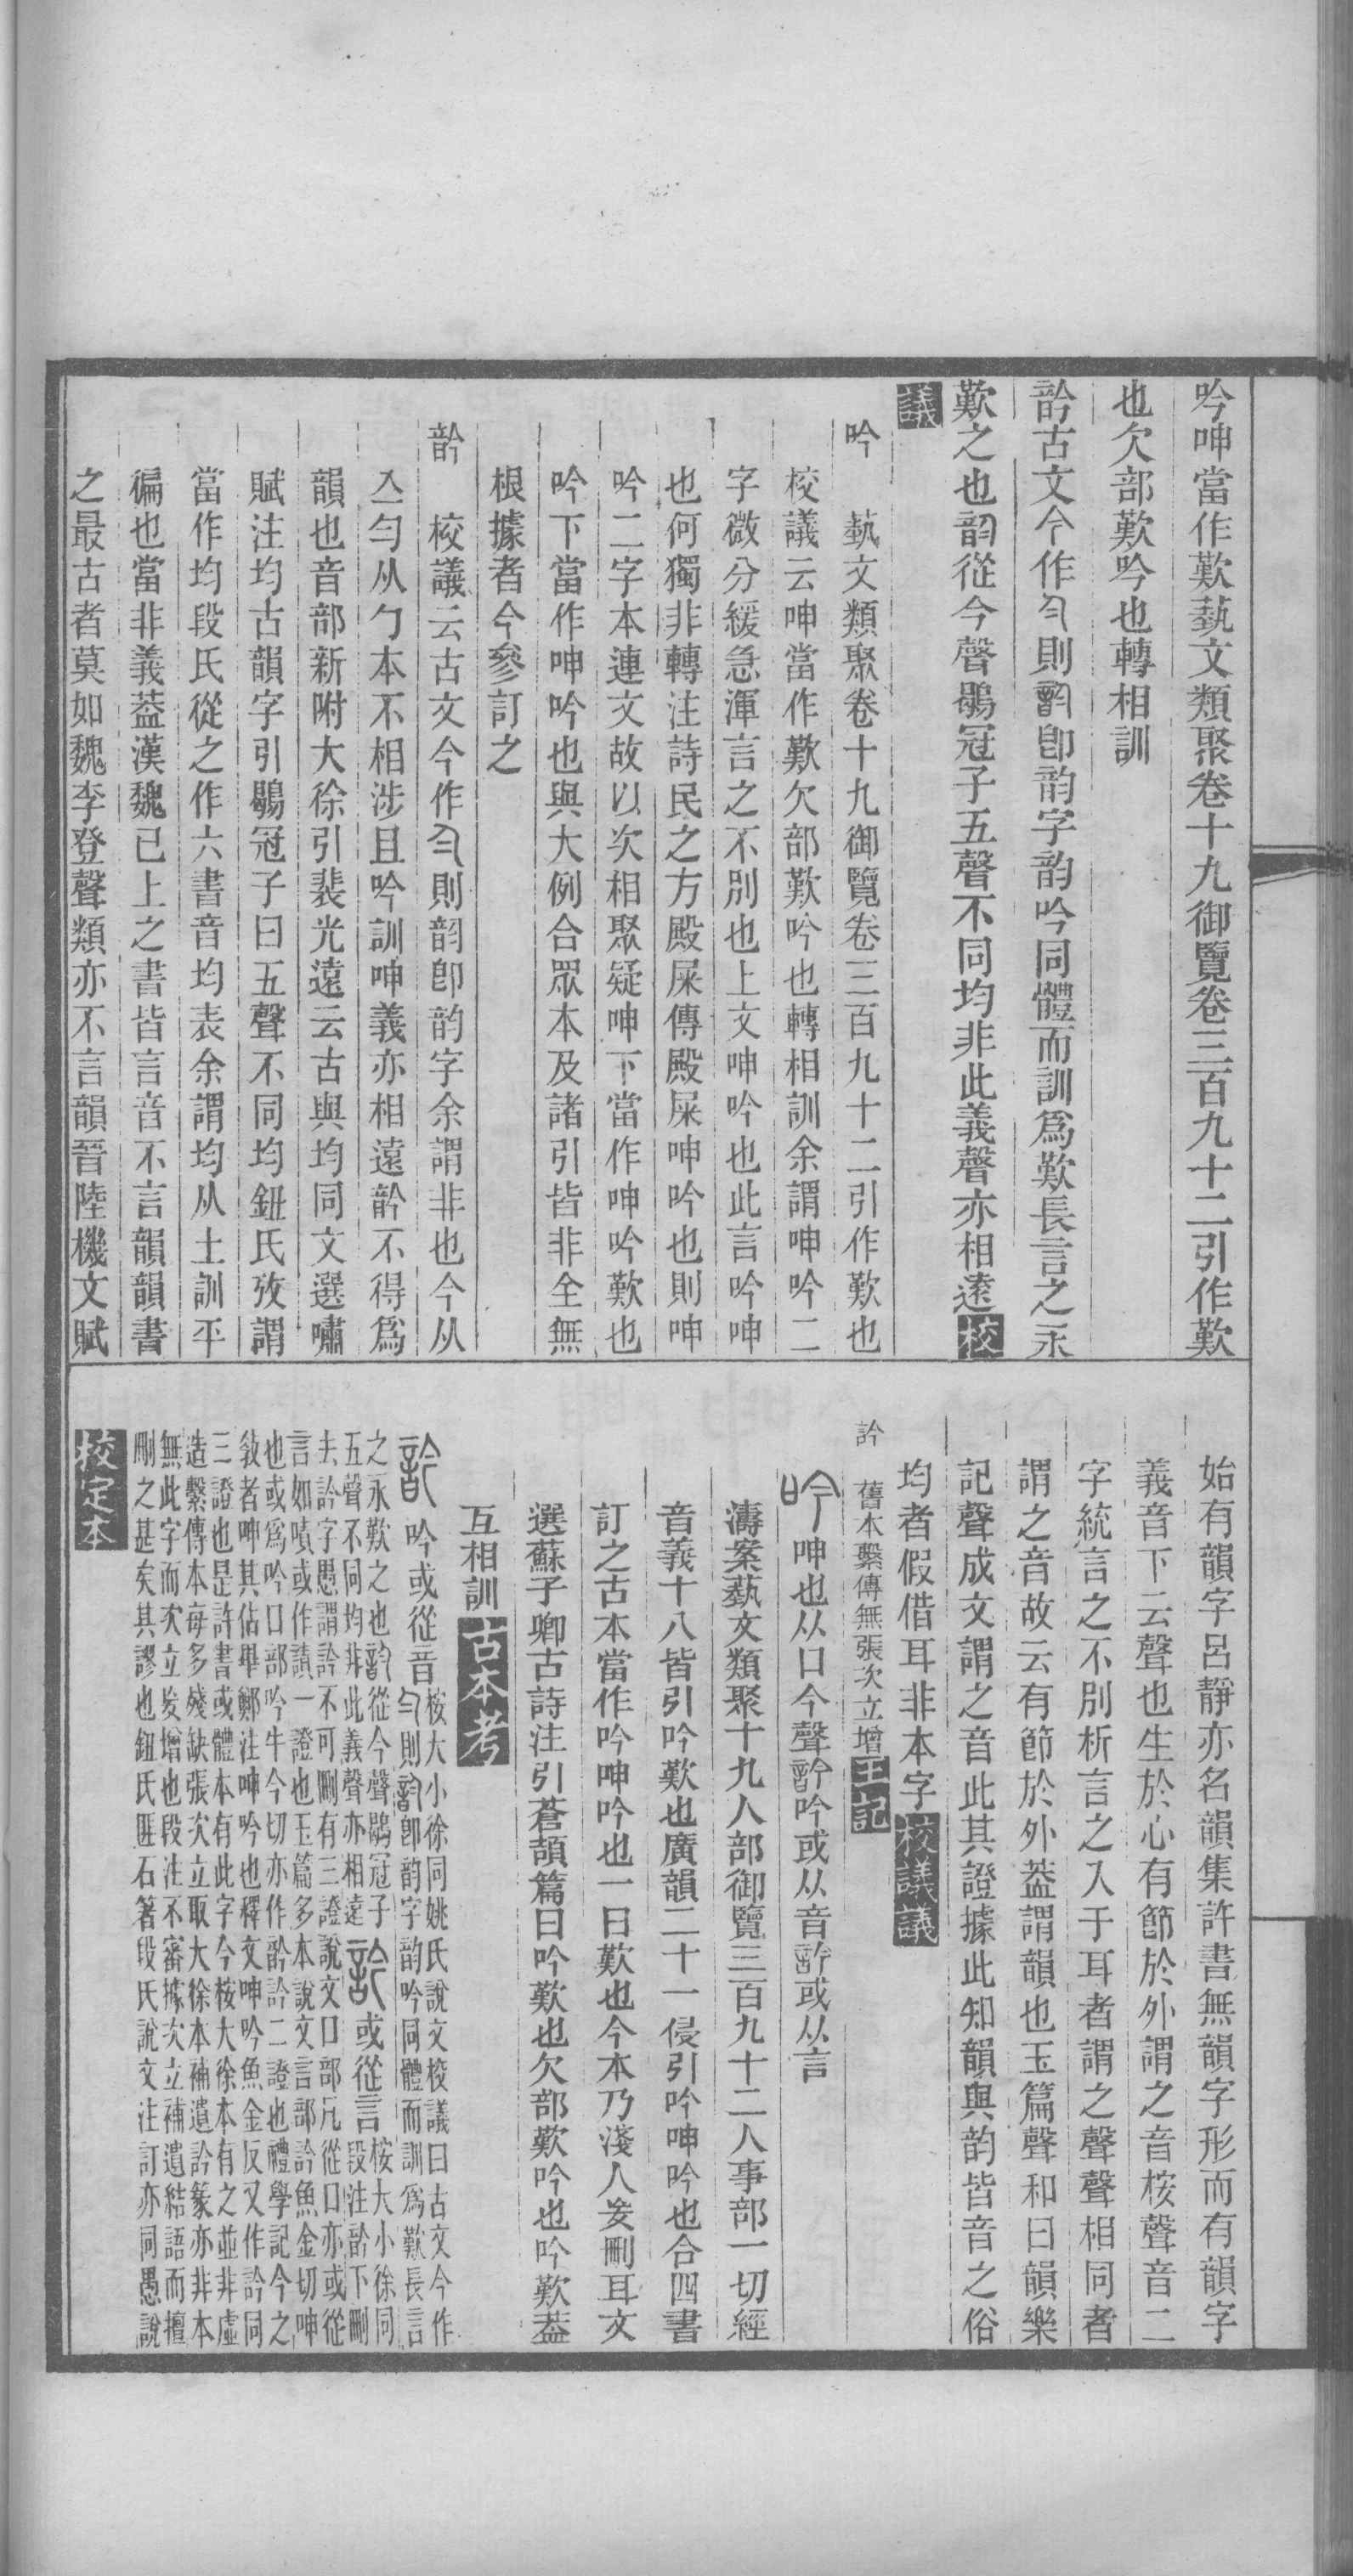 吟呻當作歎藝文類聚卷十九御覽卷三百九十二引作歎
也欠部歎吟也轉相訓
䪩古文今作則卽韵字韵吟同體而訓爲歎長言之永
歎之也韵從今聲鶡冠子五聲不同均非此義聲亦相遠校
議
吟　藝文類聚卷十九御覽卷三百九十二引作歎也
校議云呻當作歎欠部歎吟也轉相訓余謂呻吟二
字微分緩急渾言之不別也上文呻吟也此言吟呻
也何獨非轉注詩民之方殿屎傳殿屎呻吟也則呻
吟二字本連文故以次相聚疑呻下當作呻吟歎也
吟下當作呻吟也與大例合眾本及諸引皆非全無
根據者今參訂之
䪩　校議云古文今作則韵卽韵字余謂非也今从
亼勻从勹本不相涉且吟訓呻義亦相遠䪩不得爲
韻也音部新附大徐引裴光遠云古與均同文選嘯
賦注均古韻字引鶡冠子曰五聲不同均鈕氏攷謂
當作均段氏從之作六書音均表余謂均从土訓平
徧也當非義葢漢魏已上之書皆言音不言韻韻書
之最古者莫如魏李登聲類亦不言韻晉陸機文賦
始有韻字呂靜亦名韻集許書無韻字形而有韻字
義音下云聲也生於心有節於外謂之音桉聲音二
字統言之不別析言之入于耳者謂之聲聲相同者
謂之音故云有節於外葢謂韻也玉篇聲和曰韻樂
記聲成文謂之音此其證據此知韻與韵皆音之俗
均者假借耳非本字校議議
訡　舊本繫傳無張次立增王記
吟呻也从口今聲䪩吟或从音訡或从言
濤案藝文類聚十九人部御覽三百九十二人事部一切經
音義十八皆引吟歎也廣韻二十一侵引吟呻吟也合四書
訂之古本當作吟呻吟也一曰歎也今本乃淺人妄刪耳文
選蘇子卿古詩注引蒼頡篇曰吟歎也欠部歎吟也吟歎葢
互相訓古本考
䪩吟或從音桉大小徐同姚氏說文校議曰古文今作
則卽韵字韵吟同體而訓爲歎長言
之永歎之也從今聲鶡冠子
五聲不同均非此義聲亦相遠訡或從言桉大小徐同
段注䪩下刪
去訡字愚謂訡不可刪有三證說文口部凡從口亦或從
言如嘖或作讀一證也玉篇多本說文言部訡魚金切呻
也或爲吟口部吟牛今切亦作䪩訡二證也禮學記今之
敎者呻其佔畢鄭注呻吟也釋文呻吟魚金反又作訡同
三證也是許書或體本有此字今桉大徐本有之並非虛
造繫傳本每多殘缺張次立取大徐本補遺訡篆亦非本
無此字而次立妄增也段注不審據次立補遺結語而擅
刪之甚矣其謬也鈕氏匪石箸段氏說文注訂亦同愚說
校定本